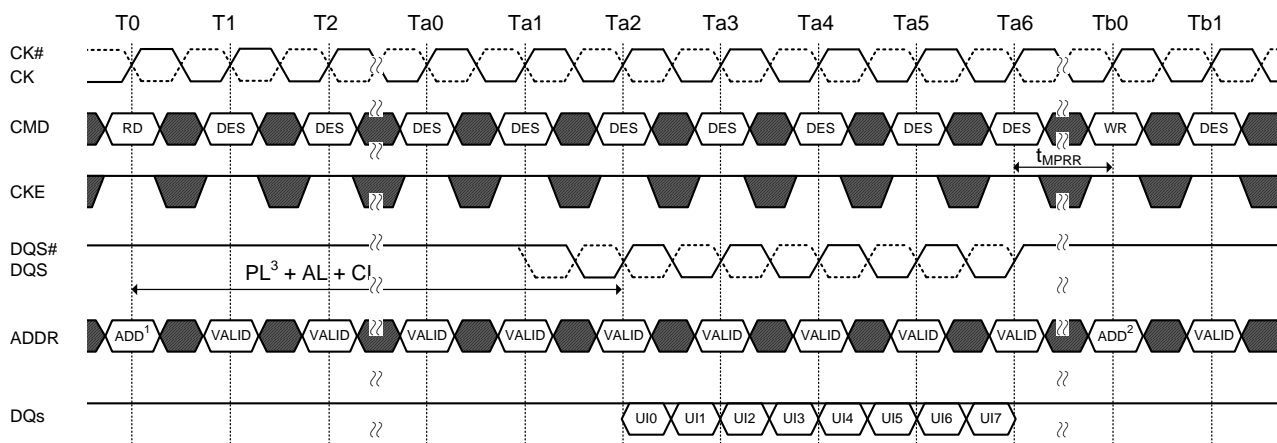 T0 T1 T2 Ta0 Ta1 Ta2 Ta3 Ta4 Ta5 Ta6 Tb0 Tb1
CK#
CK
CMD RD DES DES DES DES DES DES DES DES DES WR DES
tMPRR
CKE
DQS#
DQS
PL³ + AL + CL
ADDR ADD¹ VALID VALID VALID VALID VALID VALID VALID VALID VALID ADD² VALID
DQs UI0 UI1 UI2 UI3 UI4 UI5 UI6 UI7